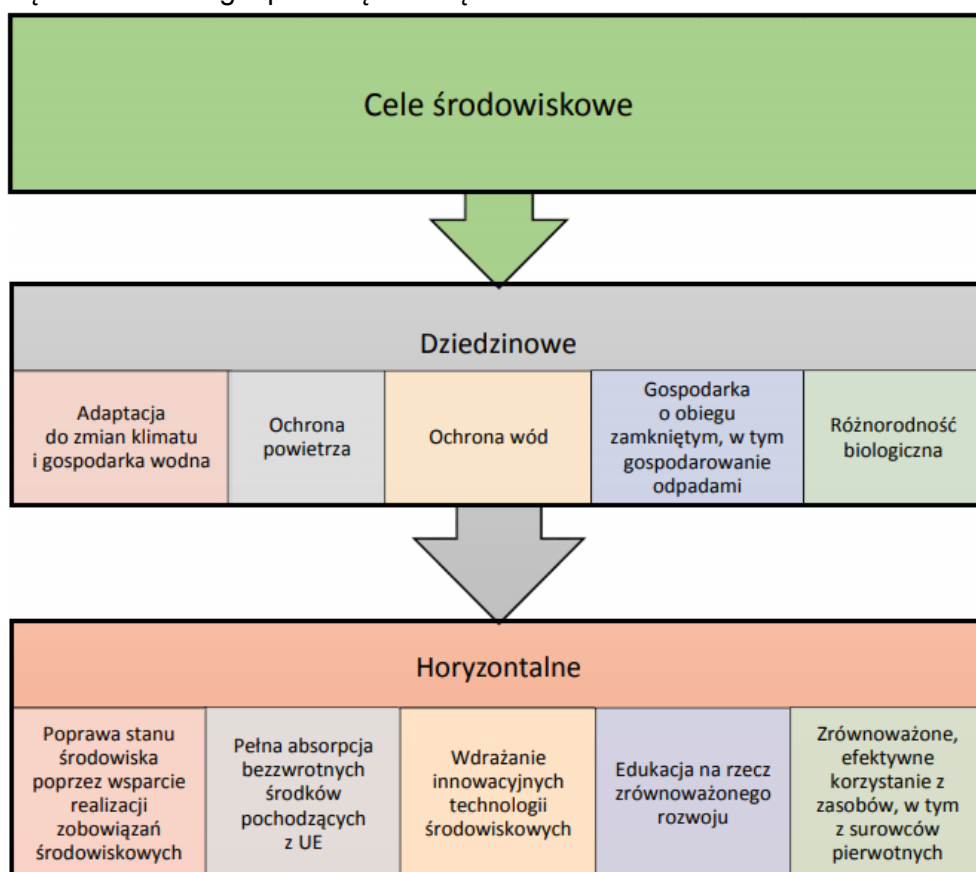 Cele środowiskowe
Dziedzinowe
Adaptacja
do zmian klimatu
i gospodarka wodna
Ochrona
powietrza
Ochrona wód
Gospodarka
o obiegu
zamkniętym, w tym
gospodarowanie
odpadami
Różnorodność
biologiczna
Horyzontalne
Poprawa stanu
środowiska
poprzez wsparcie
realizacji
zobowiązań
środowiskowych
Pełna absorpcja
bezzwrotnych
środków
pochodzących
z UE
Wdrażanie
innowacyjnych
technologii
środowiskowych
Edukacja na rzecz
zrównoważonego
rozwoju
Zrównoważone,
efektywne
korzystanie z
zasobów, w tym
z surowców
pierwotnych